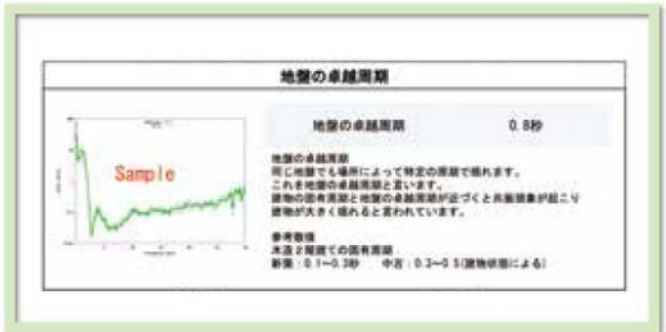 地盤の卓越周期
地盤の卓越周期 0.8秒
Sample
地盤の卓越周期
同じ地盤でも場所によって特定の周期で揺れます。
これを地盤の卓越周期と言います。
建物の固有周期と地盤の卓越周期が近づくと共振現象が起こり
建物が大きく揺れると言われています。
参考数値
木造2階建ての固有周期
新築:0.1~0.3秒 中古:0.3~0.5(建物状態による)